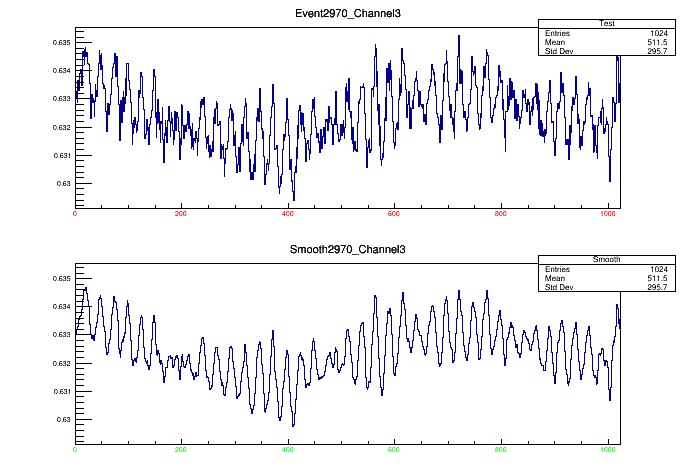 Event2970_Channel3
Test
Entries 1024
Mean 511.5
Std Dev 295.7
0.635
0.634
0.633
0.632
0.631
0.63
0 200 400 600 800 1000
Smooth2970_Channel3
Smooth
Entries 1024
Mean 511.5
Std Dev 295.7
0.635
0.634
0.633
0.632
0.631
0.63
0 200 400 600 800 1000